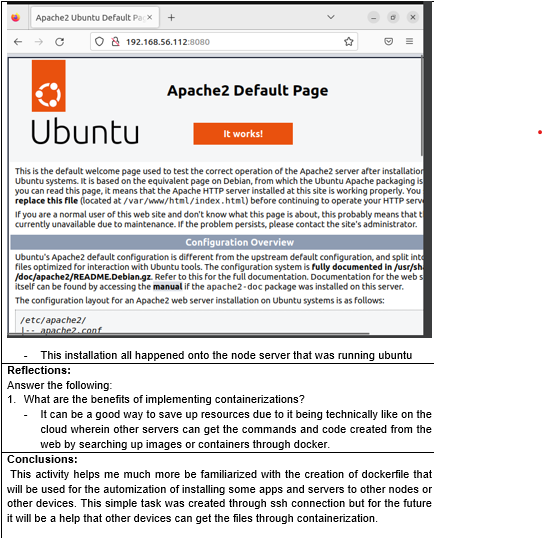 Apache2 Ubuntu Default Pa
192.168.56.112:8080
Apache2 Default Page
Ubuntu
It works!
This is the default welcome page used to test the correct operation of the Apache2 server after installation
Ubuntu systems. It is based on the equivalent page on Debian, from which the Ubuntu Apache packaging is
you can read this page, it means that the Apache HTTP server installed at this site is working properly. You
replace this file (located at /var/www/html/index.html) before continuing to operate your HTTP serv
If you are a normal user of this web site and don't know what this page is about, this probably means that t
currently unavailable due to maintenance. If the problem persists, please contact the site's administrator.
Configuration Overview
Ubuntu's Apache2 default configuration is different from the upstream default configuration, and split into
files optimized for interaction with Ubuntu tools. The configuration system is fully documented in /usr/sha
/doc/apache2/README.Debian.gz. Refer to this for the full documentation. Documentation for the web s
itself can be found by accessing the manual if the apache2-doc package was installed on this server.
The configuration layout for an Apache2 web server installation on Ubuntu systems is as follows:
/etc/apache2/
|-- apache2.conf
- This installation all happened onto the node server that was running ubuntu
Reflections:
Answer the following:
1. What are the benefits of implementing containerizations?
- It can be a good way to save up resources due to it being technically like on the
cloud wherein other servers can get the commands and code created from the
web by searching up images or containers through docker.
Conclusions:
This activity helps me much more be familiarized with the creation of dockerfile that
will be used for the automization of installing some apps and servers to other nodes or
other devices. This simple task was created through ssh connection but for the future
it will be a help that other devices can get the files through containerization.